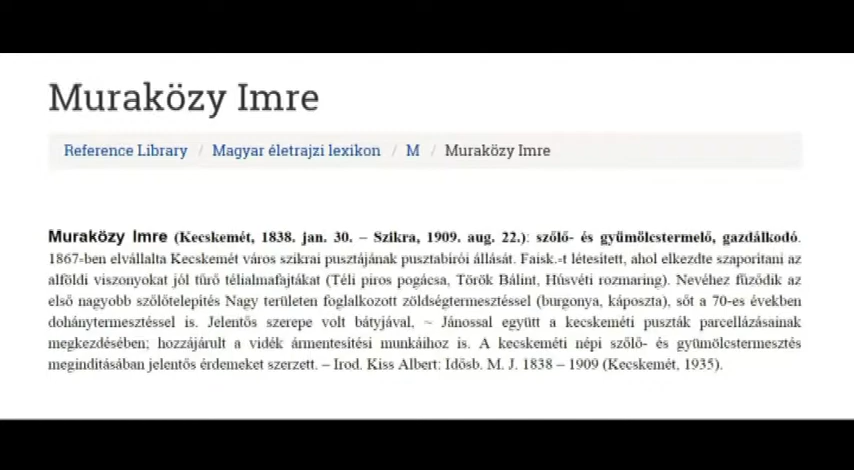 Muraközy Imre
Reference Library / Magyar életrajzi lexikon / M / Muraközy Imre
Muraközy Imre (Kecskemét, 1838. jan. 30. – Szikra, 1909. aug. 22.): szőlő- és gyümölcstermelő, gazdálkodó.
1867-ben elvállalta Kecskemét város szikrai pusztájának pusztabírói állását. Faisk.-t létesített, ahol elkezdte szaporítani az
alföldi viszonyokat jól tűrő télialmafajtákat (Téli piros pogácsa, Török Bálint, Húsvéti rozmaring). Nevéhez fűződik az
első nagyobb szőlőtelepítés Nagy területen foglalkozott zöldségtermesztéssel (burgonya, káposzta), sőt a 70-es években
dohánytermesztéssel is. Jelentős szerepe volt bátyjával, ~ Jánossal együtt a kecskeméti puszták parcellázásainak
megkezdésében; hozzájárult a vidék ármentesítési munkáihoz is. A kecskeméti népi szőlő- és gyümölcstermesztés
megindításában jelentős érdemeket szerzett. – Irod. Kiss Albert: Idősb. M. J. 1838 – 1909 (Kecskemét, 1935).